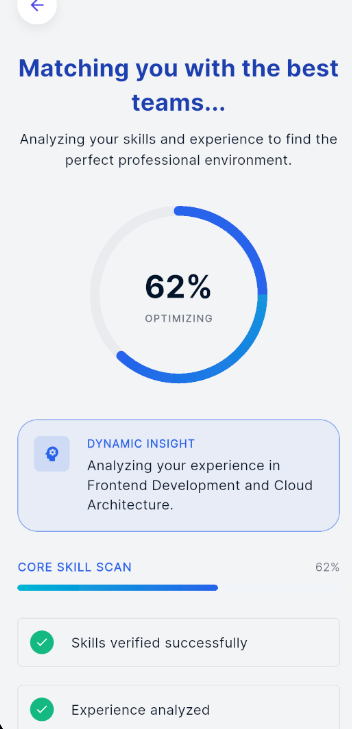 Matching you with the best
teams...
Analyzing your skills and experience to find the
perfect professional environment.
62%
OPTIMIZING
DYNAMIC INSIGHT
Analyzing your experience in
Frontend Development and Cloud
Architecture.
CORE SKILL SCAN 62%
Skills verified successfully
Experience analyzed